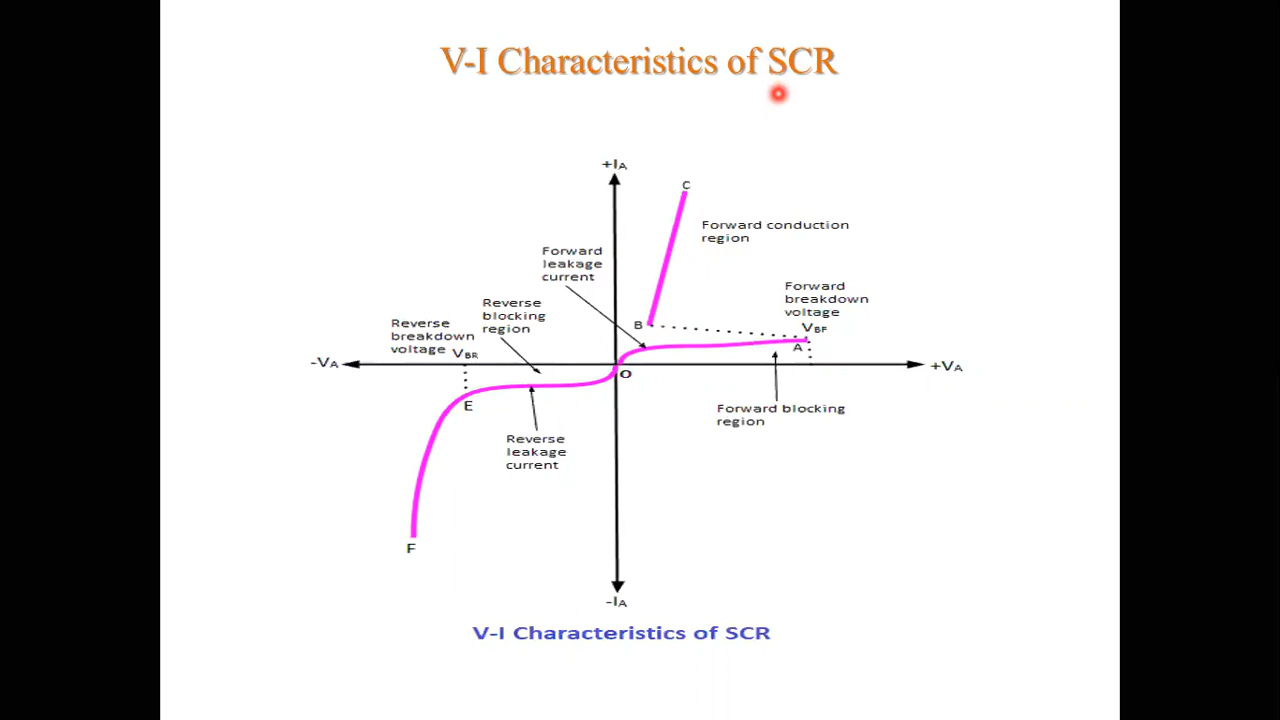 V-I Characteristics of SCR
+IA
C
Forward conduction
region
Forward
leakage
current
Forward
breakdown
voltage
VBF
Reverse
blocking
region
Reverse
breakdown
voltage
VBR
B
A
-VA
O
+VA
E
Forward blocking
region
Reverse
leakage
current
F
-IA
V-I Characteristics of SCR